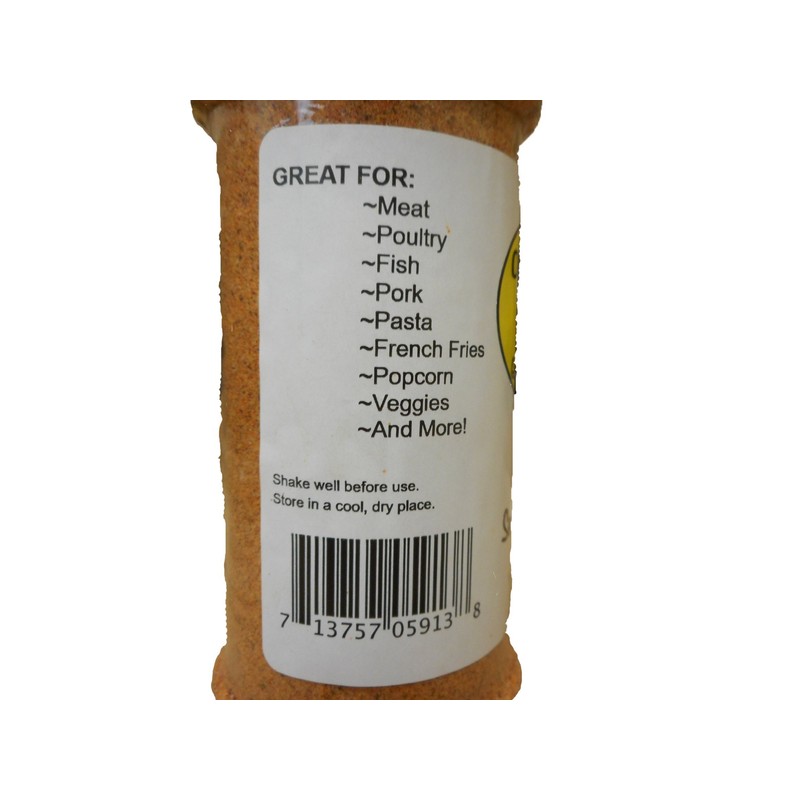 GREAT FOR:
~Meat
~Poultry
~Fish
~Pork
~Pasta
~French Fries
~Popcorn
~Veggies
~And More!
Shake well before use.
Store in a cool, dry place.
7 13757 05913 8